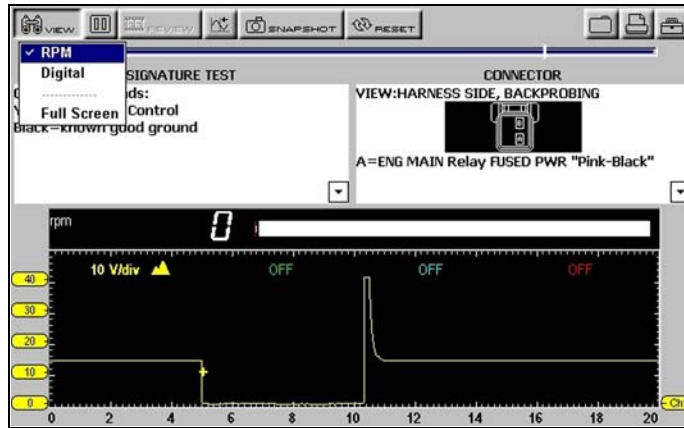 VIEW REVIEW SNAPSHOT RESET
RPM
Digital
Full Screen
SIGNATURE TEST
ds:
Control
Black=known good ground
CONNECTOR
VIEW:HARNESS SIDE, BACKPROBING
B
A
A=ENG MAIN Relay FUSED PWR "Pink-Black"
rpm 0
10 V/div OFF OFF OFF
40
30
20
10
0
0 2 4 6 8 10 12 14 16 18 20
Ch